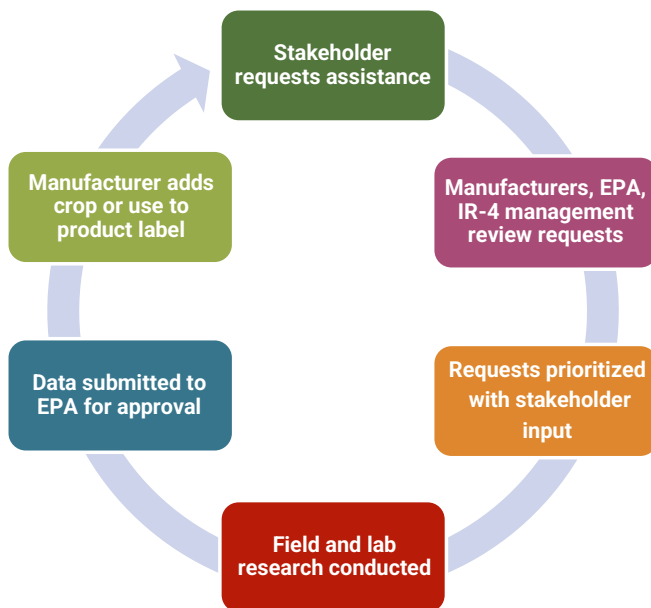 Stakeholder
requests assistance
Manufacturers, EPA,
IR-4 management
review requests
Requests prioritized
with stakeholder
input
Field and lab
research conducted
Data submitted to
EPA for approval
Manufacturer adds
crop or use to
product label